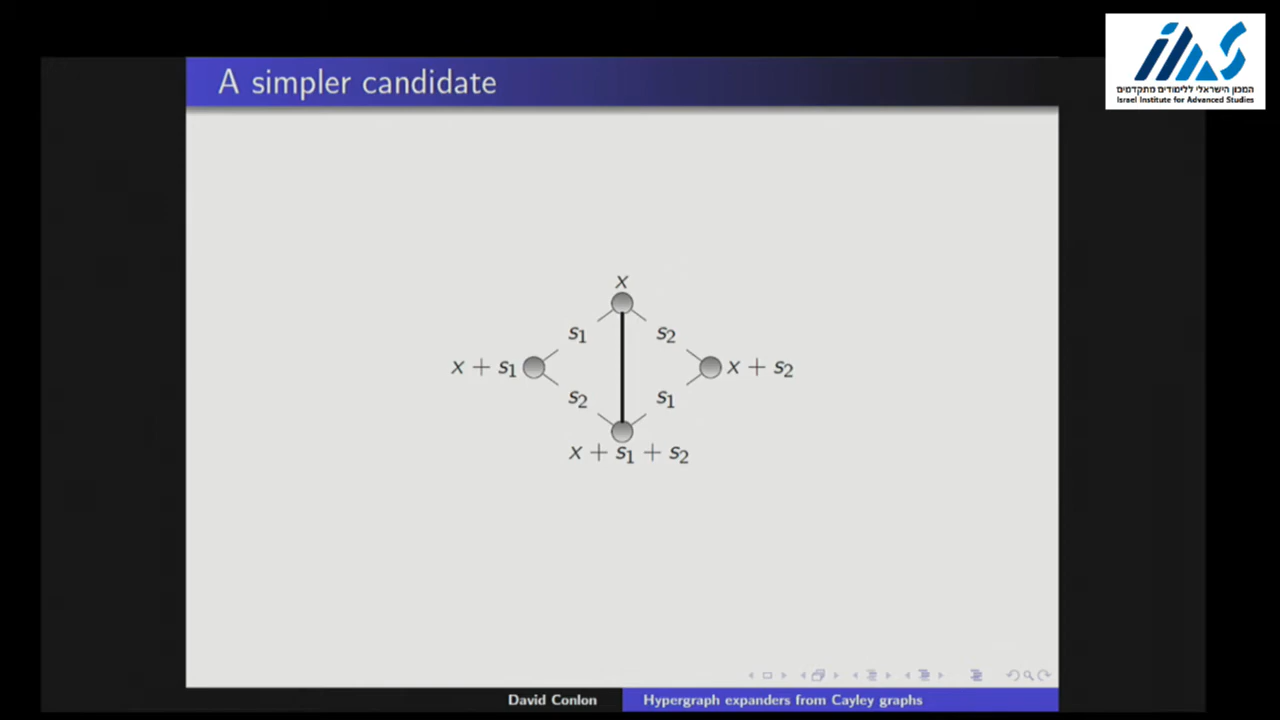 A simpler candidate
המכון הישראלי ללימודים מתקדמים
Israel Institute for Advanced Studies
x
s₁
s₂
x + s₁
x + s₂
s₂
s₁
x + s₁ + s₂
David Conlon
Hypergraph expanders from Cayley graphs